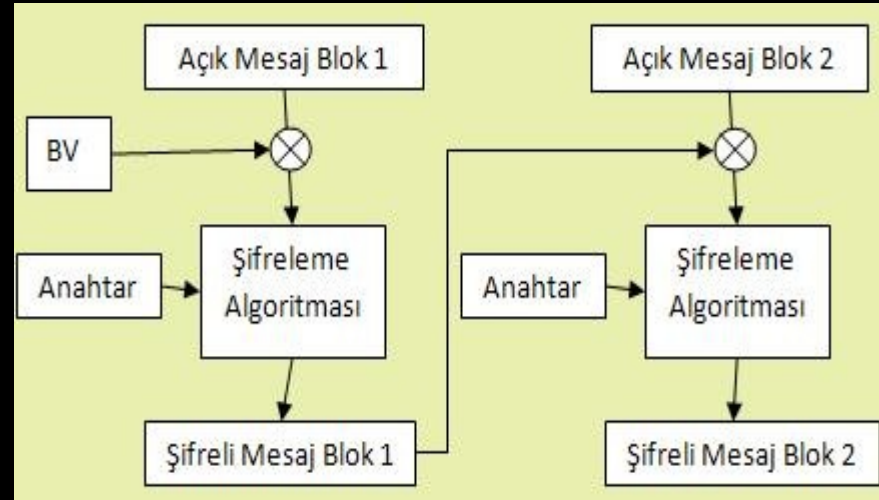 Açık Mesaj Blok 1
Açık Mesaj Blok 2
BV
Anahtar
Şifreleme
Algoritması
Anahtar
Şifreleme
Algoritması
Şifreli Mesaj Blok 1
Şifreli Mesaj Blok 2